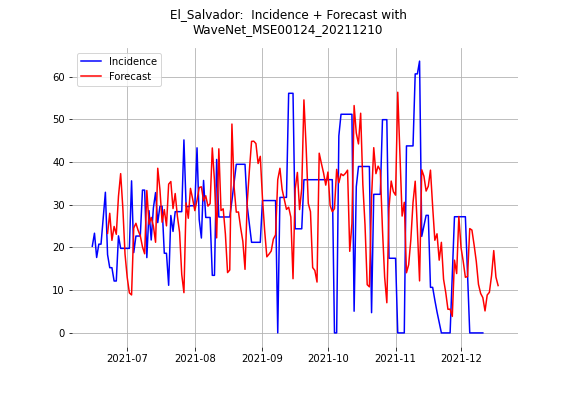 El_Salvador: Incidence + Forecast with
WaveNet_MSE00124_20211210
Incidence
Forecast
60
50
40
30
20
10
0
2021-07 2021-08 2021-09 2021-10 2021-11 2021-12